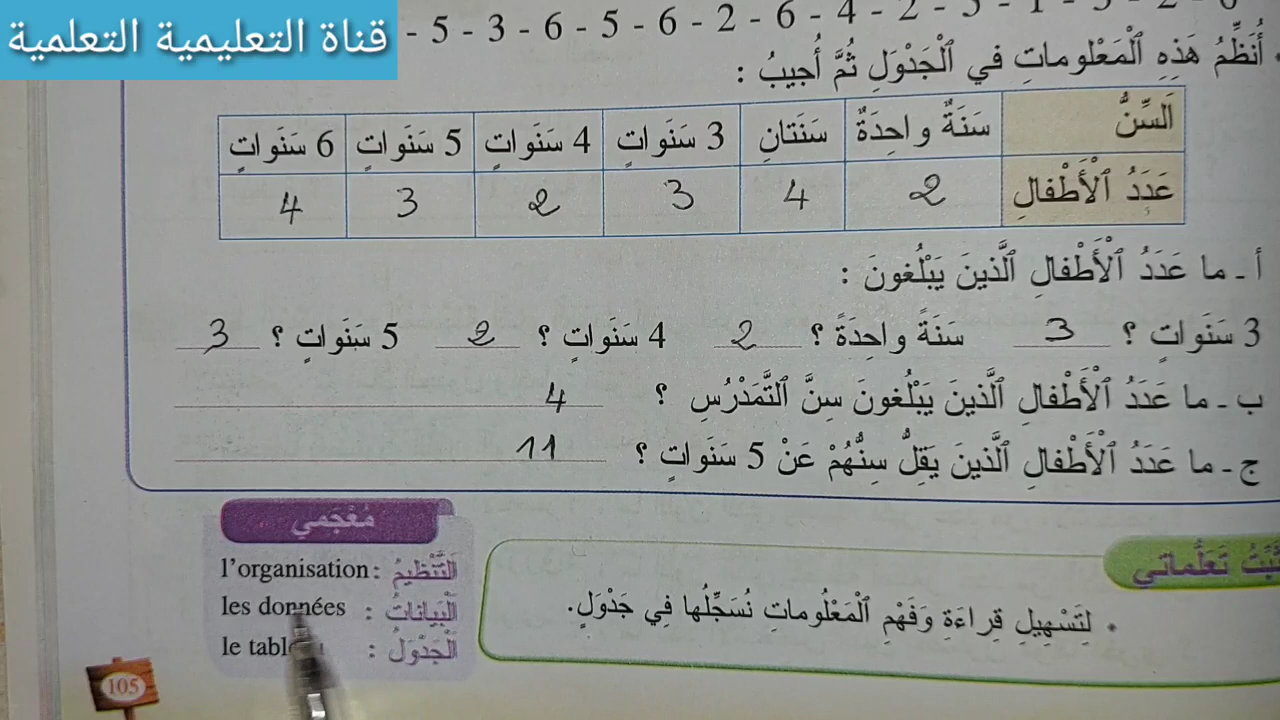 قناة التعليمية التعلمية
- 5 - 3 - 6 - 5 - 6 - 2 - 6 - 4 - 2 -
أُنَظِّمُ هَذِهِ ٱلْمَعْلوماتِ في ٱلْجَدْوَلِ ثُمَّ أُجيبُ :
اَلسِّنُّ سَنَةٌ واحِدَةٌ سَنَتانِ 3 سَنَواتٍ 4 سَنَواتٍ 5 سَنَواتٍ 6 سَنَواتٍ
عَدَدُ ٱلْأَطْفالِ 2 4 3 2 3 4
أ - ما عَدَدُ ٱلْأَطْفالِ ٱلَّذينَ يَبْلُغونَ :
3 سَنَواتٍ ؟ 3 سَنَةً واحِدَةً ؟ 2 4 سَنَواتٍ ؟ 2 5 سَنَواتٍ ؟ 3
ب - ما عَدَدُ ٱلْأَطْفالِ ٱلَّذينَ يَبْلُغونَ سِنَّ ٱلتَّمَدْرُسِ ؟ 4
ج - ما عَدَدُ ٱلْأَطْفالِ ٱلَّذينَ يَقِلُّ سِنُّهُمْ عَنْ 5 سَنَواتٍ ؟ 11
تَعَلُّماتي
• لِتَسْهِيلِ قِراءَةِ وَفَهْمِ ٱلْمَعْلُوماتِ نُسَجِّلُها فِي جَدْوَلٍ.
مُعْجَمي
اَلتَّنْظيمُ : l'organisation
اَلْبَياناتُ : les données
اَلْجَدْوَلُ : le
105